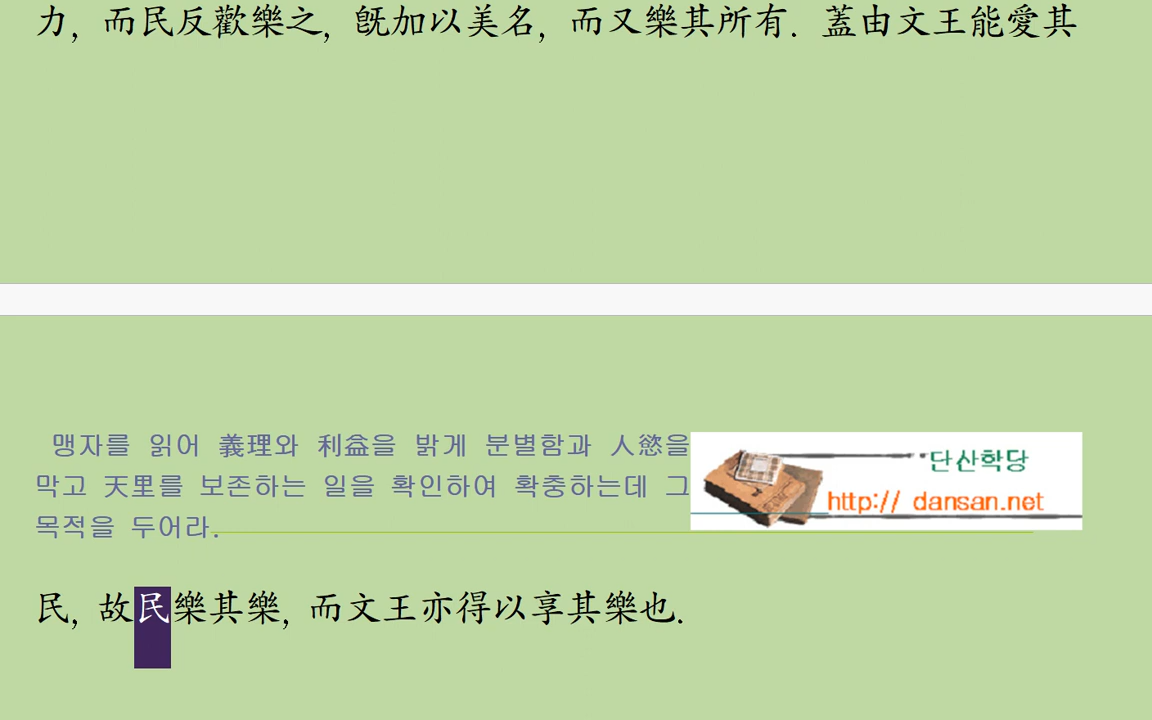 力, 而民反歡樂之, 旣加以美名, 而又樂其所有. 蓋由文王能愛其
맹자를 읽어 義理와 利益을 밝게 분별함과 人慾을
막고 天里를 보존하는 일을 확인하여 확충하는데 그
목적을 두어라.
단산학당
http:// dansan.net
民, 故民樂其樂, 而文王亦得以享其樂也.